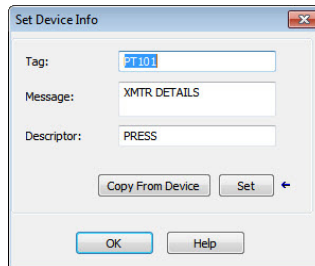 Set Device Info
Tag: PT101
Message: XMTR DETAILS
Descriptor: PRESS
Copy From Device Set
OK Help